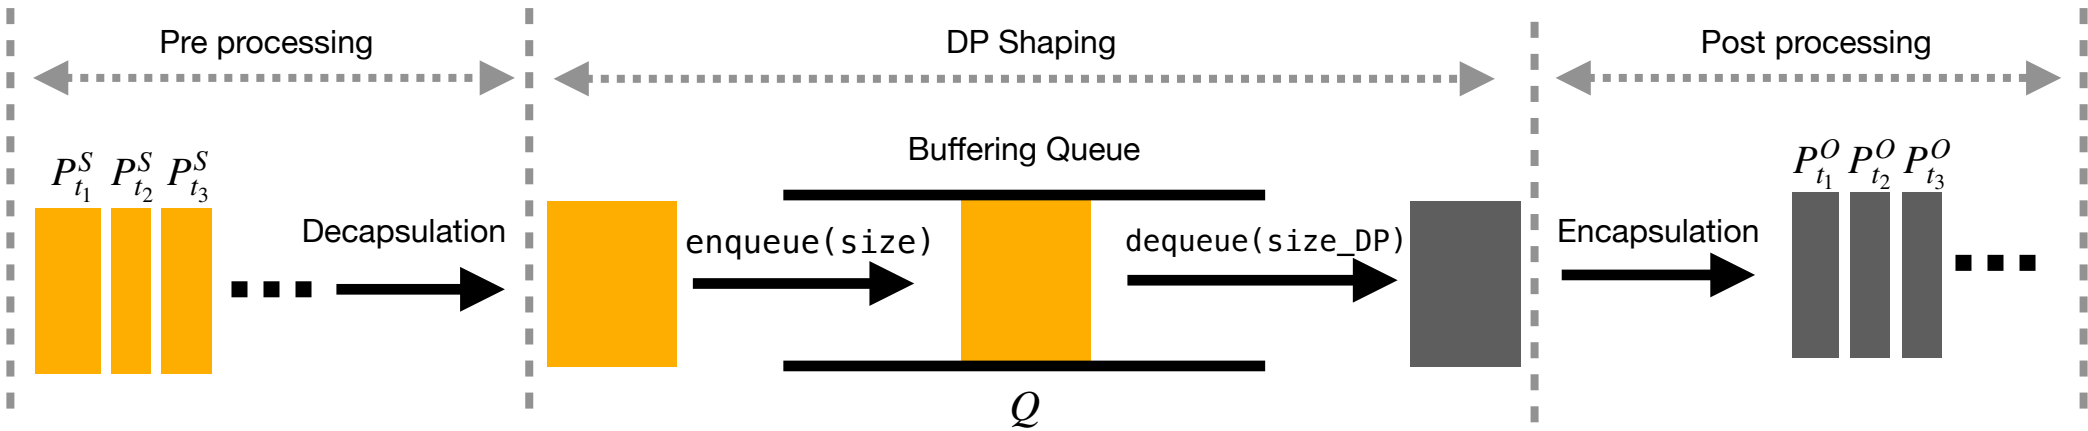 Pre processing
DP Shaping
Post processing
Buffering Queue
P^S_{t_1} P^S_{t_2} P^S_{t_3}
P^O_{t_1} P^O_{t_2} P^O_{t_3}
Decapsulation
enqueue(size)
dequeue(size_DP)
Encapsulation
Q